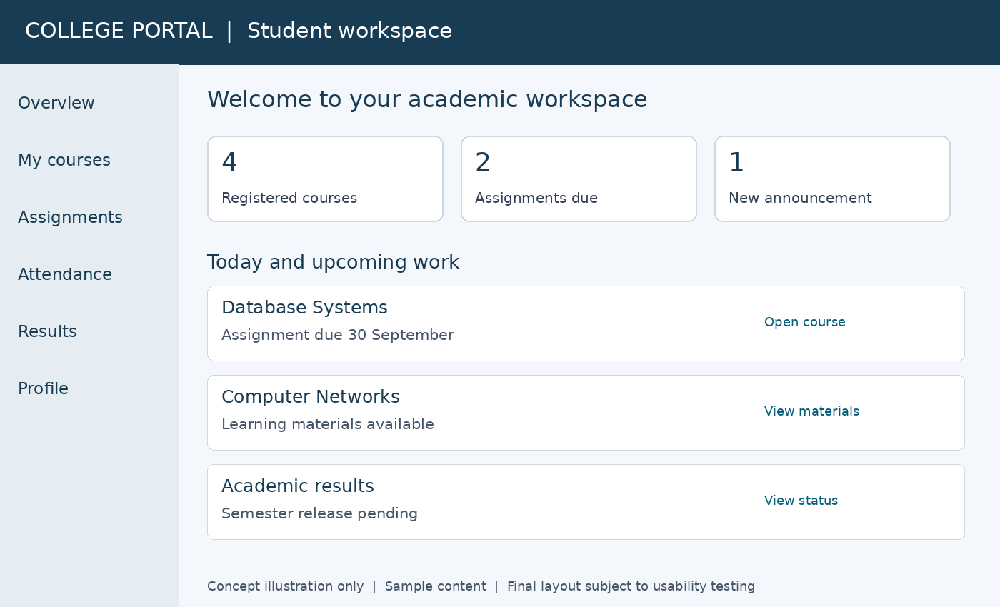 COLLEGE PORTAL | Student workspace
Overview
My courses
Assignments
Attendance
Results
Profile
Welcome to your academic workspace
4
Registered courses
2
Assignments due
1
New announcement
Today and upcoming work
Database Systems
Assignment due 30 September
Open course
Computer Networks
Learning materials available
View materials
Academic results
Semester release pending
View status
Concept illustration only | Sample content | Final layout subject to usability testing